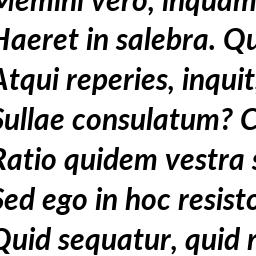 Memini vero, inquam
Haeret in salebra. Qu
Atqui reperies, inquit
Sullae consulatum? C
Ratio quidem vestra s
Sed ego in hoc resisto
Quid sequatur, quid r